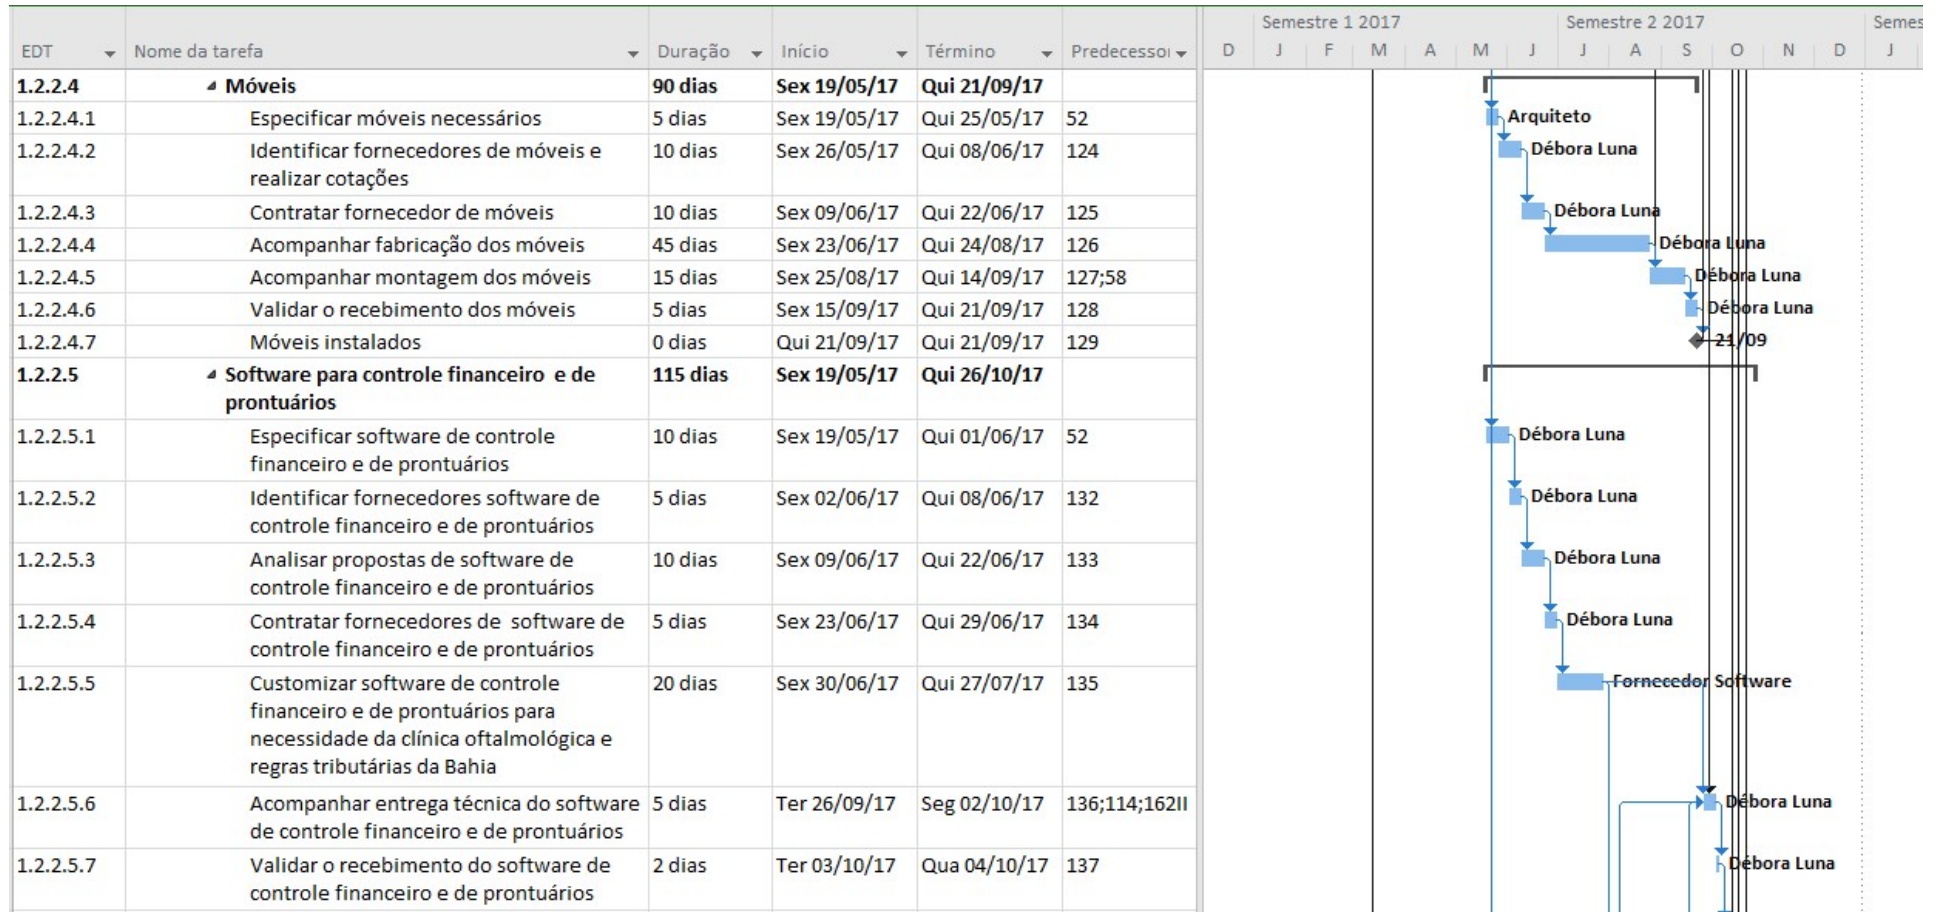 Semestre 1 2017 Semestre 2 2017 Semes
EDT Nome da tarefa Duração Início Término Predecessor D J F M A M J J A S O N D J
1.2.2.4 Móveis 90 dias Sex 19/05/17 Qui 21/09/17
1.2.2.4.1 Especificar móveis necessários 5 dias Sex 19/05/17 Qui 25/05/17 52 Arquiteto
1.2.2.4.2 Identificar fornecedores de móveis e 10 dias Sex 26/05/17 Qui 08/06/17 124 Débora Luna
realizar cotações
1.2.2.4.3 Contratar fornecedor de móveis 10 dias Sex 09/06/17 Qui 22/06/17 125 Débora Luna
1.2.2.4.4 Acompanhar fabricação dos móveis 45 dias Sex 23/06/17 Qui 24/08/17 126 Débora Luna
1.2.2.4.5 Acompanhar montagem dos móveis 15 dias Sex 25/08/17 Qui 14/09/17 127;58 Débora Luna
1.2.2.4.6 Validar o recebimento dos móveis 5 dias Sex 15/09/17 Qui 21/09/17 128 Débora Luna
1.2.2.4.7 Móveis instalados 0 dias Qui 21/09/17 Qui 21/09/17 129 21/09
1.2.2.5 Software para controle financeiro e de 115 dias Sex 19/05/17 Qui 26/10/17
prontuários
1.2.2.5.1 Especificar software de controle 10 dias Sex 19/05/17 Qui 01/06/17 52 Débora Luna
financeiro e de prontuários
1.2.2.5.2 Identificar fornecedores software de 5 dias Sex 02/06/17 Qui 08/06/17 132 Débora Luna
controle financeiro e de prontuários
1.2.2.5.3 Analisar propostas de software de 10 dias Sex 09/06/17 Qui 22/06/17 133 Débora Luna
controle financeiro e de prontuários
1.2.2.5.4 Contratar fornecedores de software de 5 dias Sex 23/06/17 Qui 29/06/17 134 Débora Luna
controle financeiro e de prontuários
1.2.2.5.5 Customizar software de controle 20 dias Sex 30/06/17 Qui 27/07/17 135 Fornecedor Software
financeiro e de prontuários para
necessidade da clínica oftalmológica e
regras tributárias da Bahia
1.2.2.5.6 Acompanhar entrega técnica do software 5 dias Ter 26/09/17 Seg 02/10/17 136;114;162II Débora Luna
de controle financeiro e de prontuários
1.2.2.5.7 Validar o recebimento do software de 2 dias Ter 03/10/17 Qua 04/10/17 137 Débora Luna
controle financeiro e de prontuários